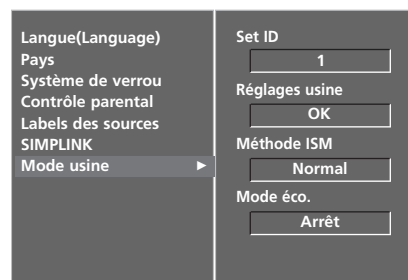 Langue(Language)
Pays
Système de verrou
Contrôle parental
Labels des sources
SIMPLINK
Mode usine ►
Set ID
1
Réglages usine
OK
Méthode ISM
Normal
Mode éco.
Arrêt